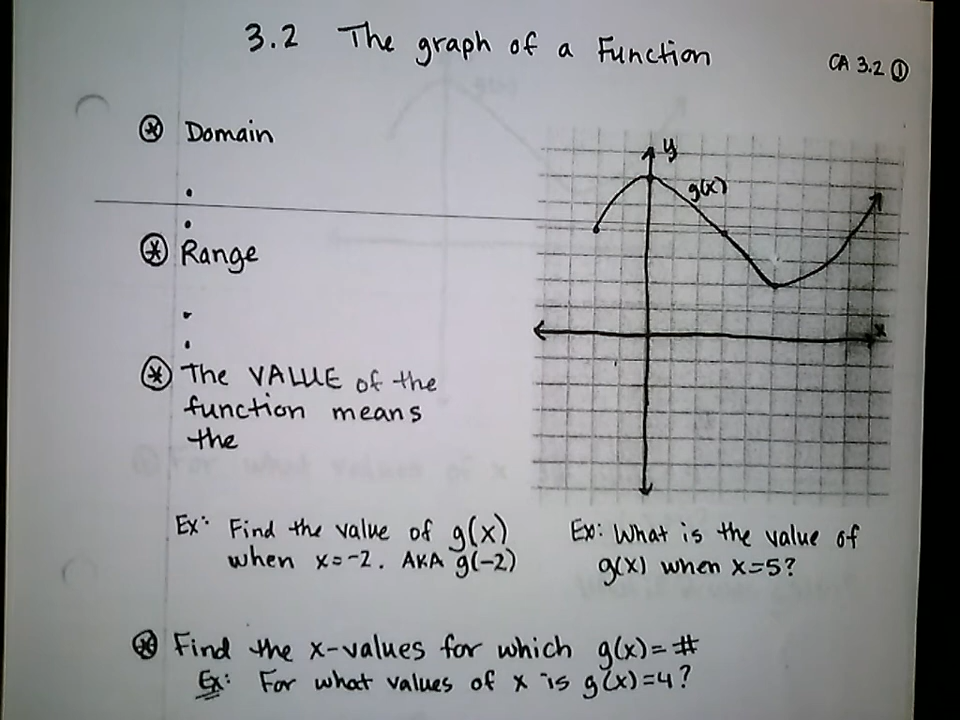 3.2 The graph of a Function
CA 3.2 ①
⊛ Domain
•
•
⊛ Range
•
•
⊛ The VALUE of the
function means
the
y
g(x)
x
Ex: Find the value of g(x)
when x=-2. AKA g(-2)
Ex: What is the value of
g(x) when x=5?
⊛ Find the x-values for which g(x)=#
Ex: For what values of x is g(x)=4?